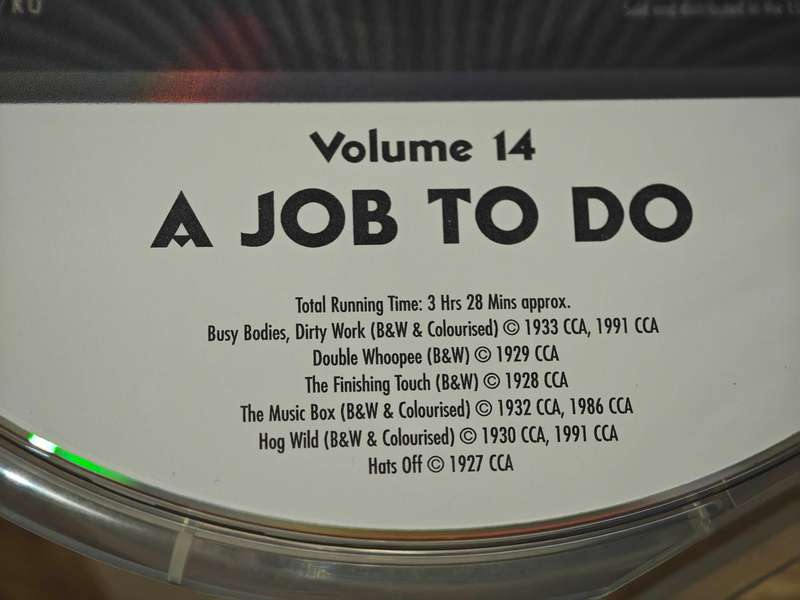 RU
Volume 14
A JOB TO DO
Total Running Time: 3 Hrs 28 Mins approx.
Busy Bodies, Dirty Work (B&W & Colourised) © 1933 CCA, 1991 CCA
Double Whoopee (B&W) © 1929 CCA
The Finishing Touch (B&W) © 1928 CCA
The Music Box (B&W & Colourised) © 1932 CCA, 1986 CCA
Hog Wild (B&W & Colourised) © 1930 CCA, 1991 CCA
Hats Off © 1927 CCA